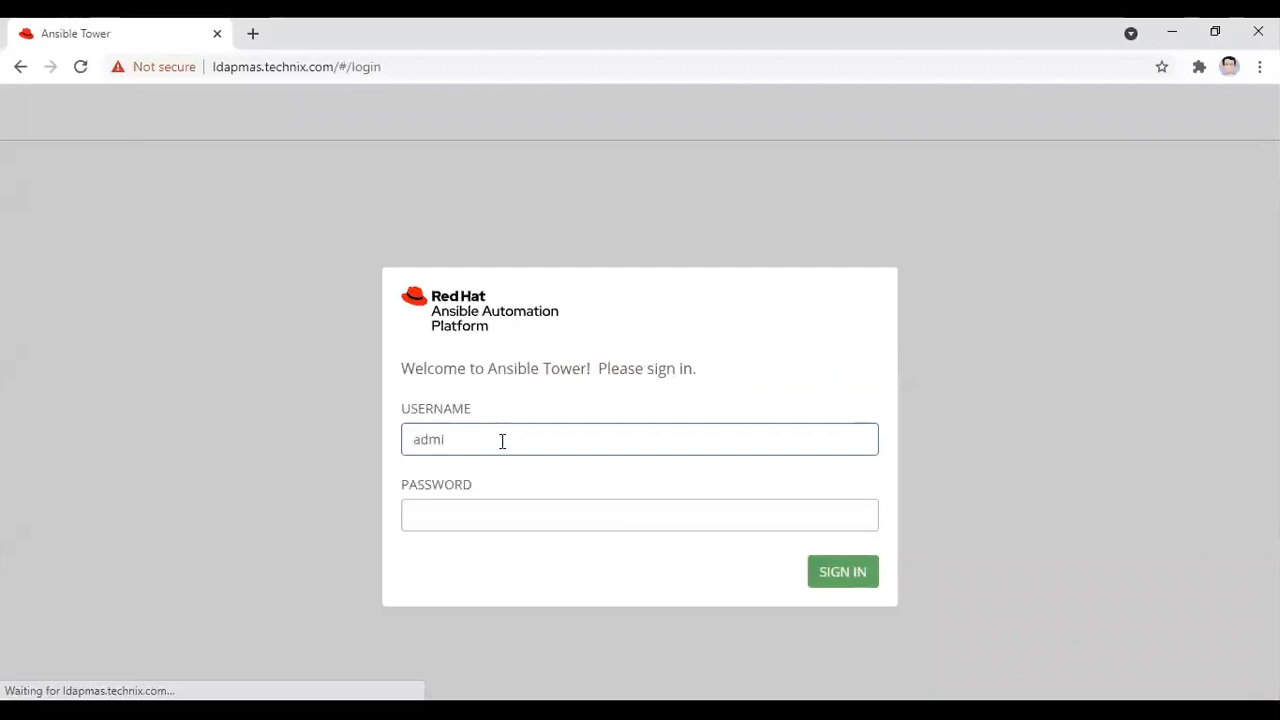 Ansible Tower
Not secure
ldapmas.technix.com/#/login
Red Hat
Ansible Automation
Platform
Welcome to Ansible Tower! Please sign in.
USERNAME
admi
PASSWORD
SIGN IN
Waiting for ldapmas.technix.com...